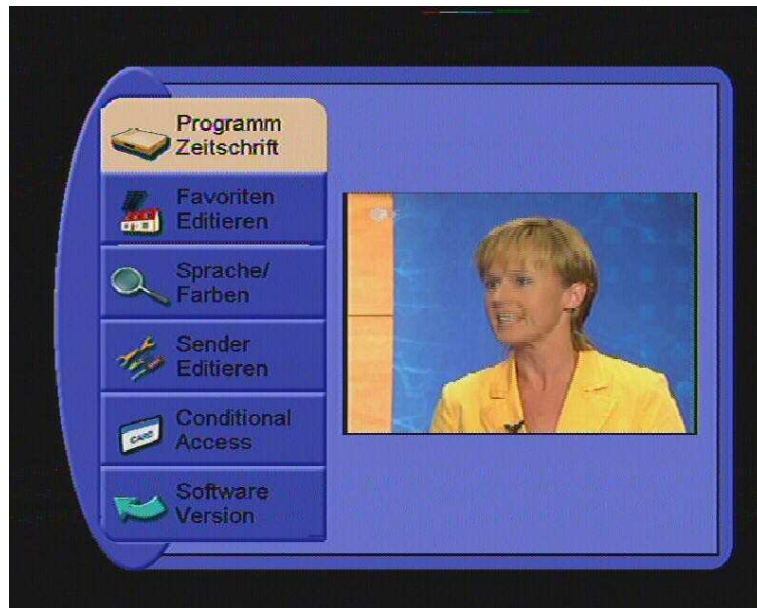 Programm
Zeitschrift
Favoriten
Editieren
Sprache/
Farben
Sender
Editieren
CARD
Conditional
Access
Software
Version